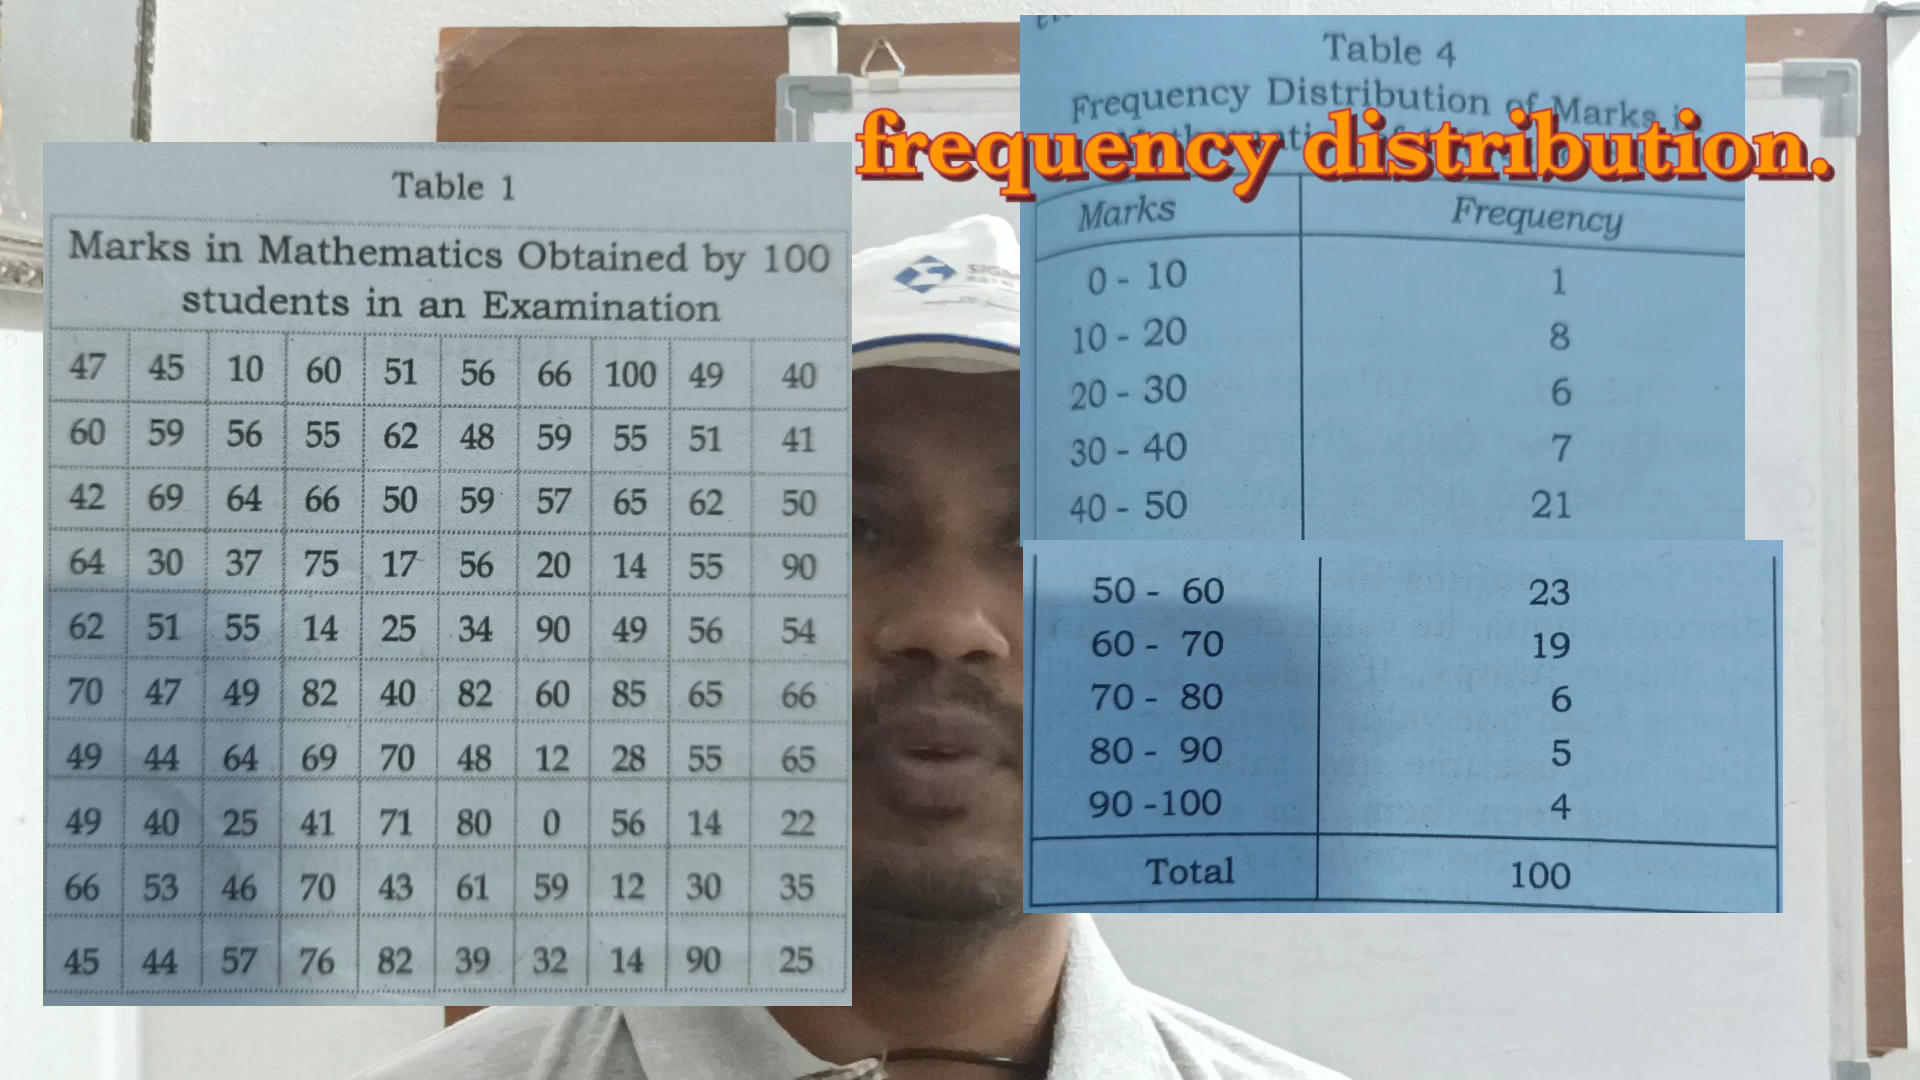 Table 1
Marks in Mathematics Obtained by 100
students in an Examination
47 45 10 60 51 56 66 100 49 40
60 59 56 55 62 48 59 55 51 41
42 69 64 66 50 59 57 65 62 50
64 30 37 75 17 56 20 14 55 90
62 51 55 14 25 34 90 49 56 54
70 47 49 82 40 82 60 85 65 66
49 44 64 69 70 48 12 28 55 65
49 40 25 41 71 80 0 56 14 22
66 53 46 70 43 61 59 12 30 35
45 44 57 76 82 39 32 14 90 25
Table 4
Frequency Distribution of Marks
frequency distribution.
Marks Frequency
0 - 10 1
10 - 20 8
20 - 30 6
30 - 40 7
40 - 50 21
50 - 60 23
60 - 70 19
70 - 80 6
80 - 90 5
90 -100 4
Total 100